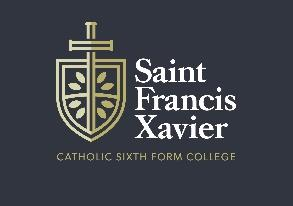 Saint
Francis
Xavier
CATHOLIC SIXTH FORM COLLEGE